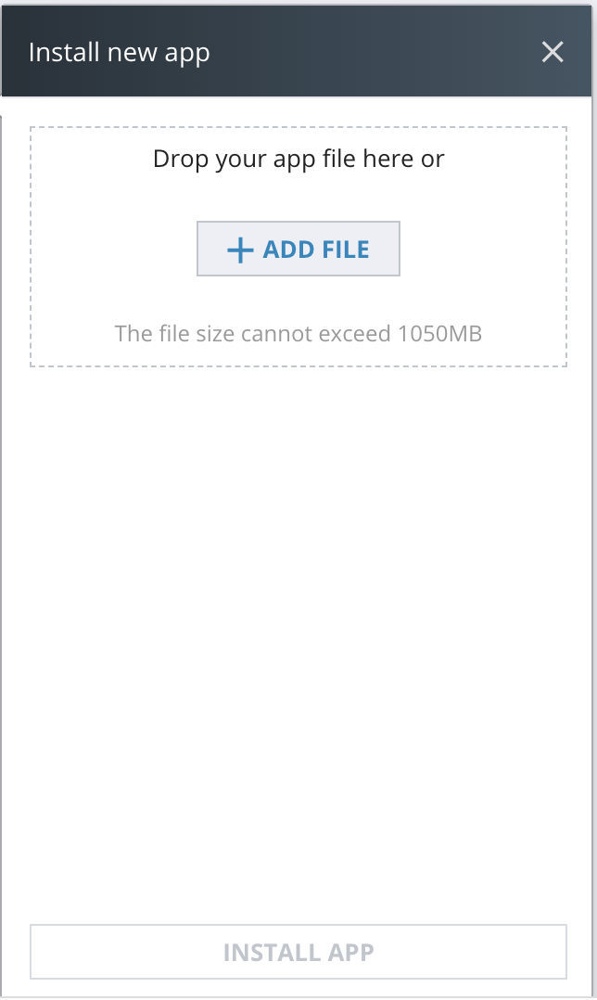 Install new app
Drop your app file here or
ADD FILE
The file size cannot exceed 1050MB
INSTALL APP